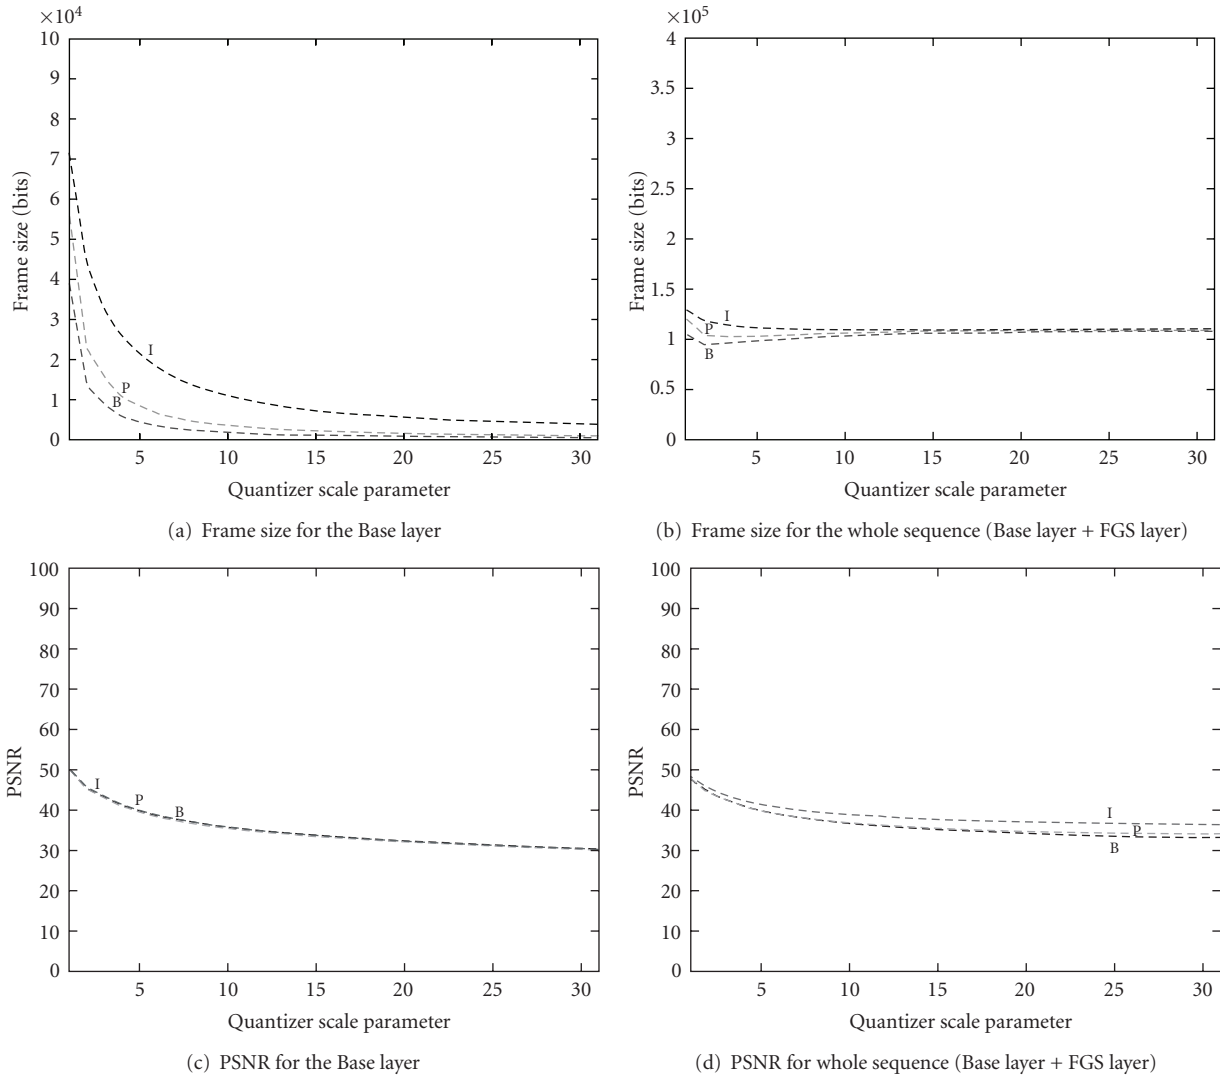 ×10⁴
10
9
8
7
6
5
4
3
2
1
0
Frame size (bits)
I
P
B
5 10 15 20 25 30
Quantizer scale parameter
(a) Frame size for the Base layer
×10⁵
4
3.5
3
2.5
2
1.5
1
0.5
0
Frame size (bits)
I
P
B
5 10 15 20 25 30
Quantizer scale parameter
(b) Frame size for the whole sequence (Base layer + FGS layer)
100
90
80
70
60
50
40
30
20
10
0
PSNR
I
P
B
5 10 15 20 25 30
Quantizer scale parameter
(c) PSNR for the Base layer
100
90
80
70
60
50
40
30
20
10
0
PSNR
I
P
B
5 10 15 20 25 30
Quantizer scale parameter
(d) PSNR for whole sequence (Base layer + FGS layer)